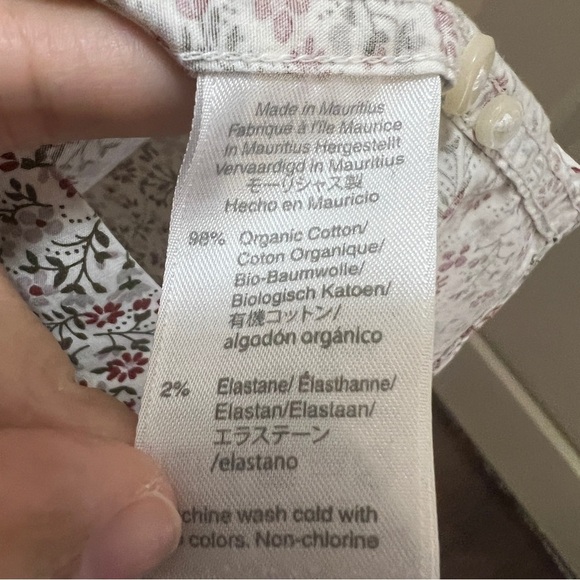 Made in Mauritius
Fabrique à l'Ile Maurice
In Mauritius Hergestellt
Vervaardigd in Mauritius
モーリシャス製
Hecho en Mauricio
98% Organic Cotton/
Coton Organique/
Bio-Baumwolle/
Biologisch Katoen/
有機コットン/
algodón orgánico
2% Elastane/ Élasthanne/
Elastan/Elastaan/
エラステーン
/elastano
chine wash cold with
colors. Non-chlorine